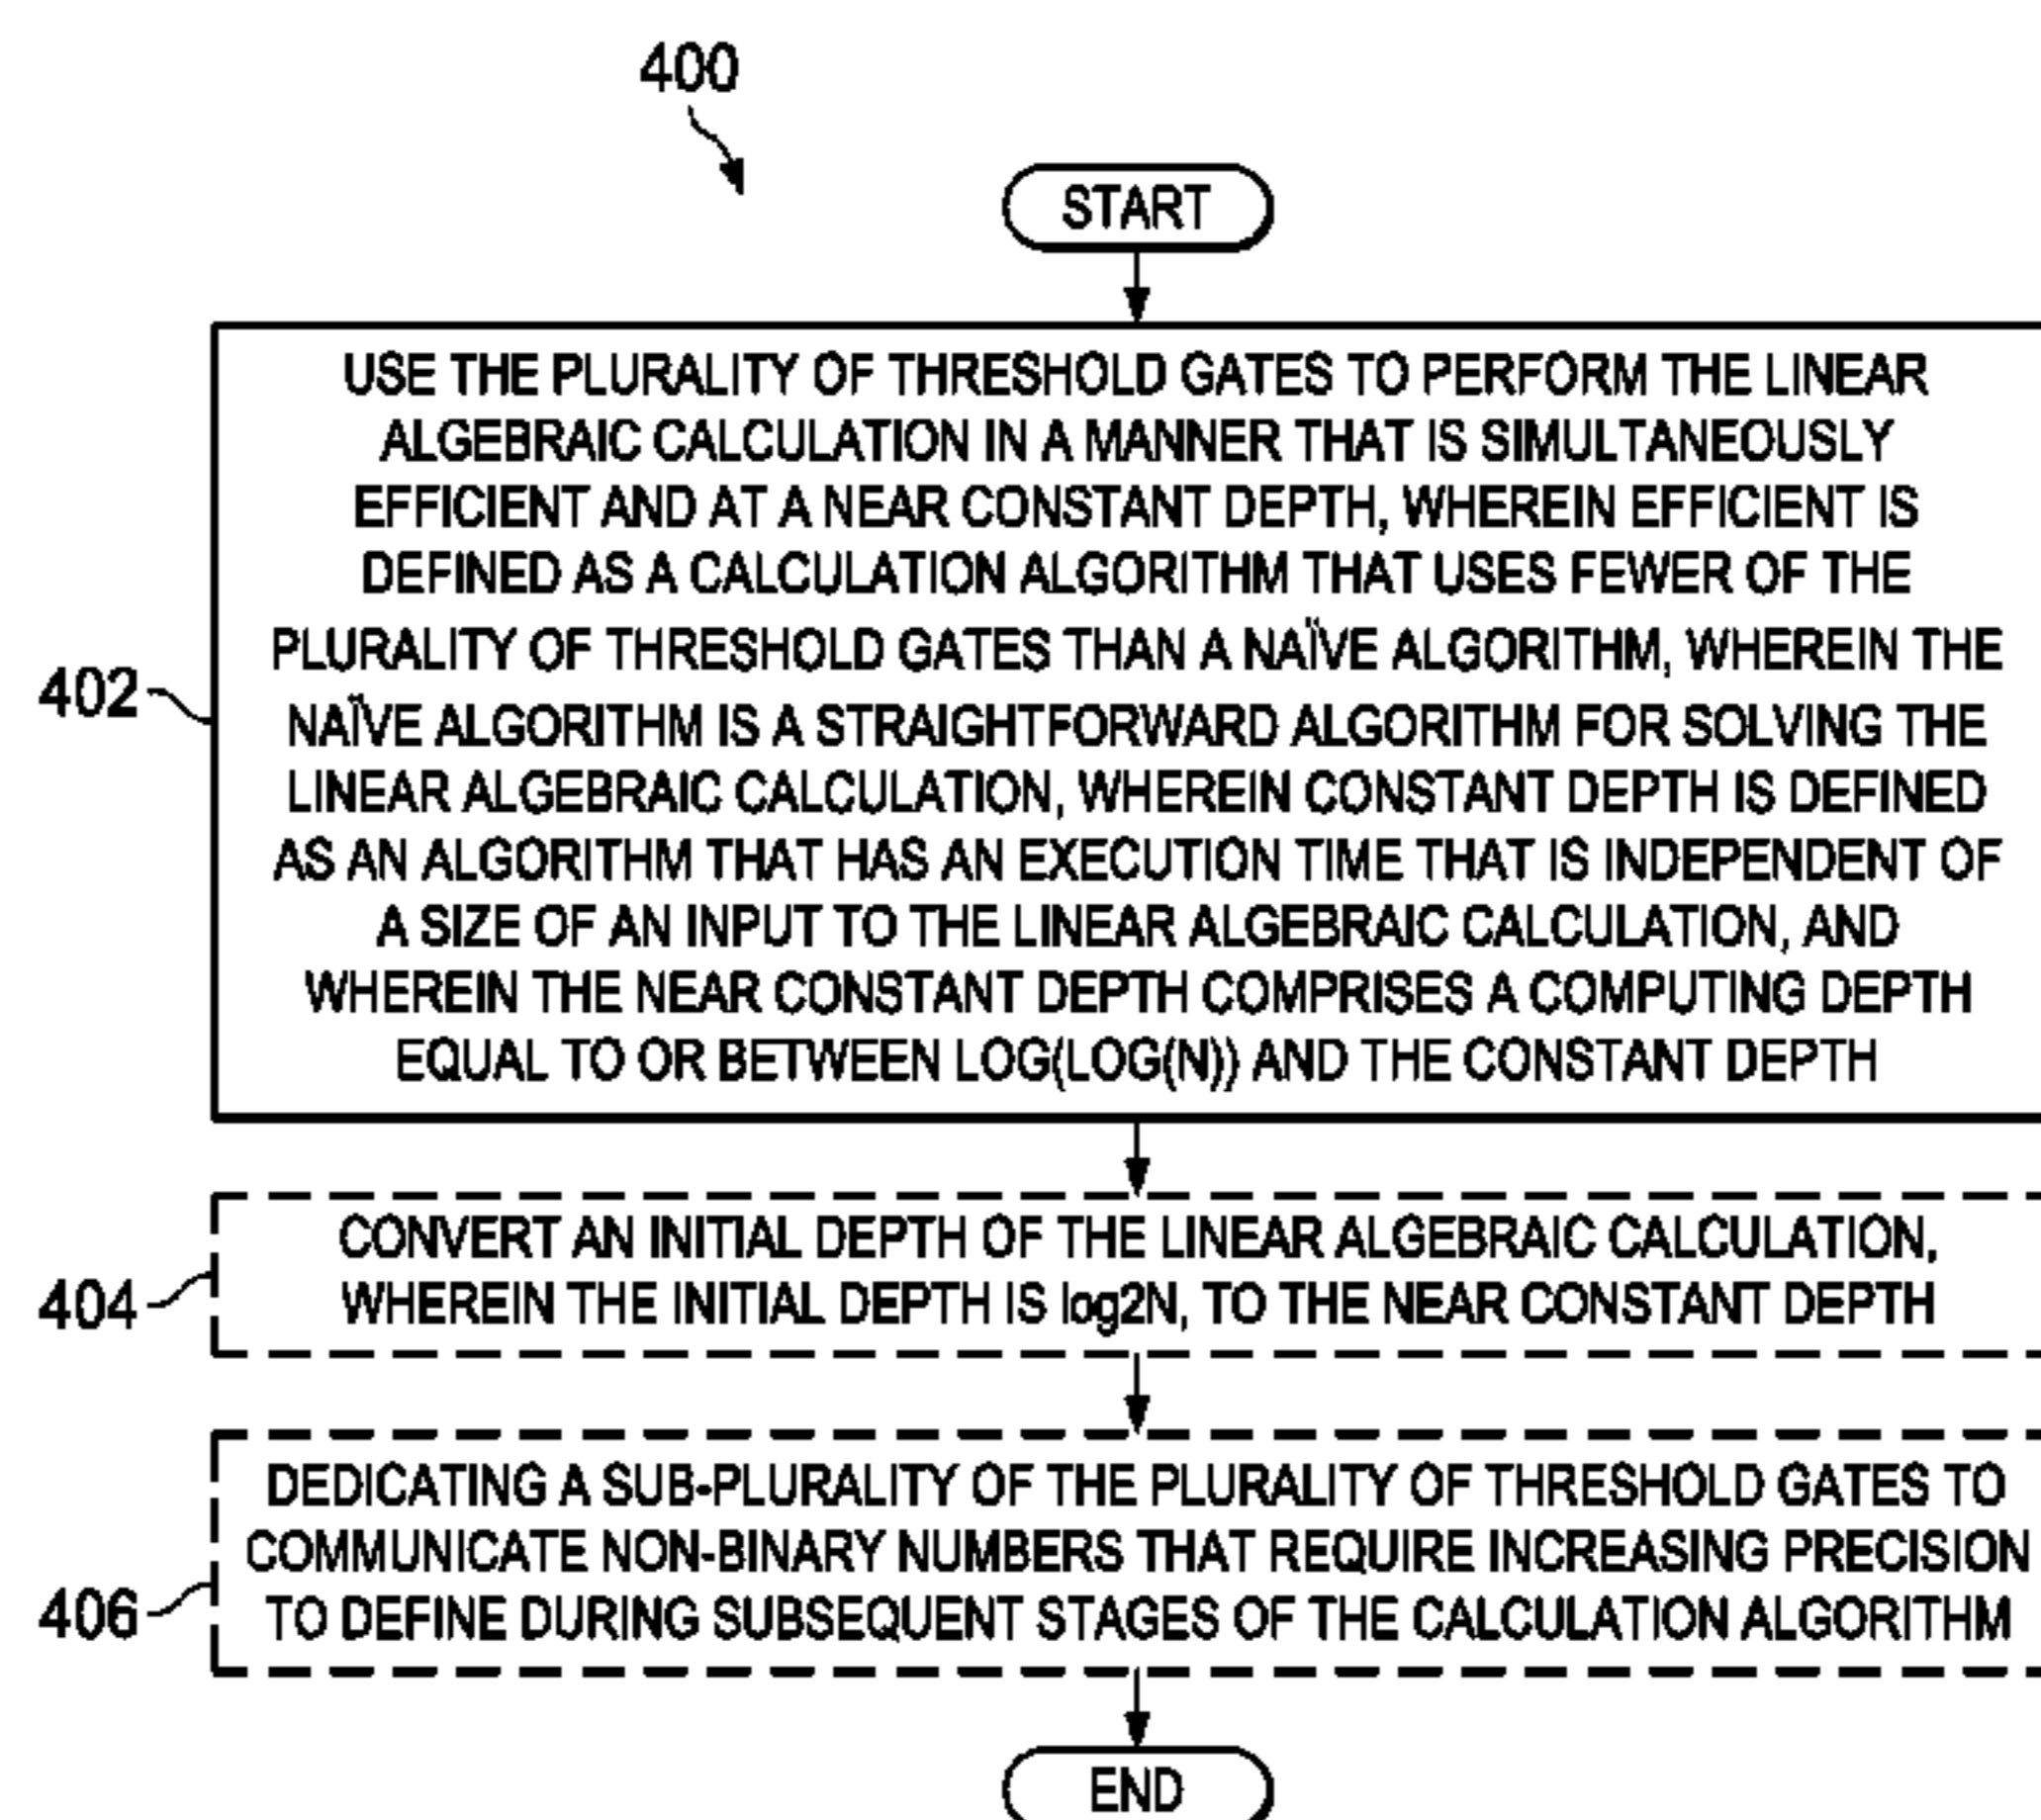 400
START
USE THE PLURALITY OF THRESHOLD GATES TO PERFORM THE LINEAR
ALGEBRAIC CALCULATION IN A MANNER THAT IS SIMULTANEOUSLY
EFFICIENT AND AT A NEAR CONSTANT DEPTH, WHEREIN EFFICIENT IS
DEFINED AS A CALCULATION ALGORITHM THAT USES FEWER OF THE
PLURALITY OF THRESHOLD GATES THAN A NAÏVE ALGORITHM, WHEREIN THE
NAÏVE ALGORITHM IS A STRAIGHTFORWARD ALGORITHM FOR SOLVING THE
LINEAR ALGEBRAIC CALCULATION, WHEREIN CONSTANT DEPTH IS DEFINED
AS AN ALGORITHM THAT HAS AN EXECUTION TIME THAT IS INDEPENDENT OF
A SIZE OF AN INPUT TO THE LINEAR ALGEBRAIC CALCULATION, AND
WHEREIN THE NEAR CONSTANT DEPTH COMPRISES A COMPUTING DEPTH
EQUAL TO OR BETWEEN LOG(LOG(N)) AND THE CONSTANT DEPTH
402
CONVERT AN INITIAL DEPTH OF THE LINEAR ALGEBRAIC CALCULATION,
WHEREIN THE INITIAL DEPTH IS log2N, TO THE NEAR CONSTANT DEPTH
404
DEDICATING A SUB-PLURALITY OF THE PLURALITY OF THRESHOLD GATES TO
COMMUNICATE NON-BINARY NUMBERS THAT REQUIRE INCREASING PRECISION
TO DEFINE DURING SUBSEQUENT STAGES OF THE CALCULATION ALGORITHM
406
END